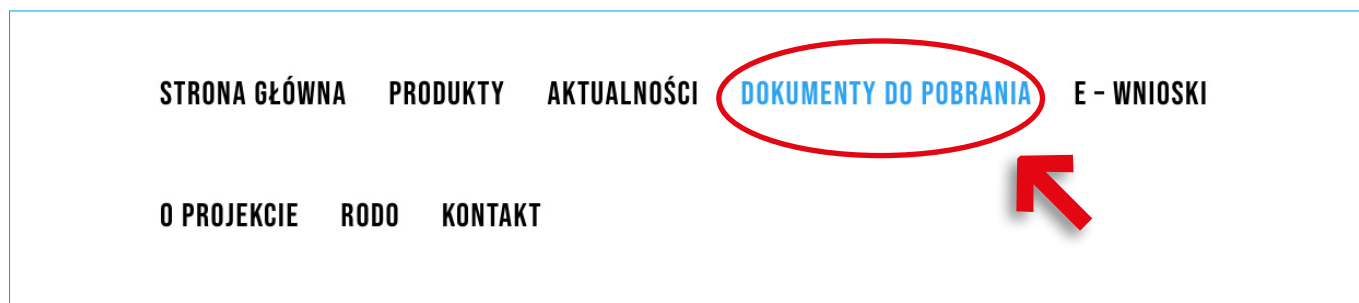 STRONA GŁÓWNA PRODUKTY AKTUALNOŚCI DOKUMENTY DO POBRANIA E – WNIOSKI
O PROJEKCIE RODO KONTAKT